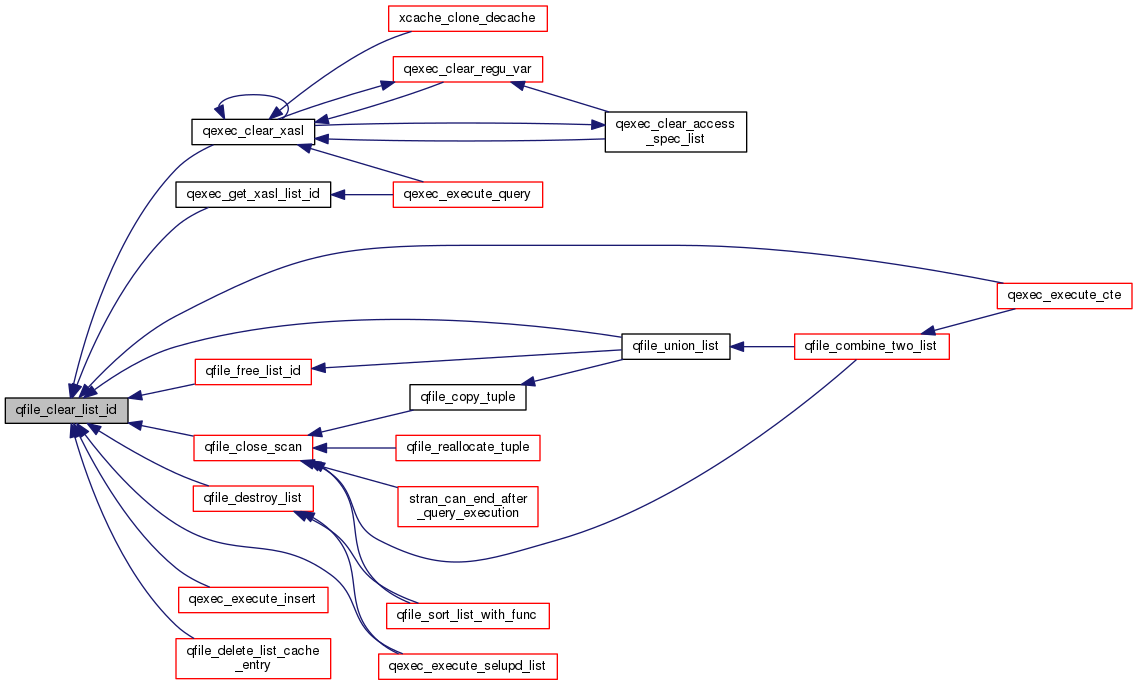 xcache_clone_decache
qexec_clear_regu_var
qexec_clear_xasl
qexec_clear_access
_spec_list
qexec_get_xasl_list_id
qexec_execute_query
qexec_execute_cte
qfile_union_list
qfile_combine_two_list
qfile_free_list_id
qfile_copy_tuple
qfile_clear_list_id
qfile_close_scan
qfile_reallocate_tuple
qfile_destroy_list
stran_can_end_after
_query_execution
qexec_execute_insert
qfile_sort_list_with_func
qfile_delete_list_cache
_entry
qexec_execute_selupd_list